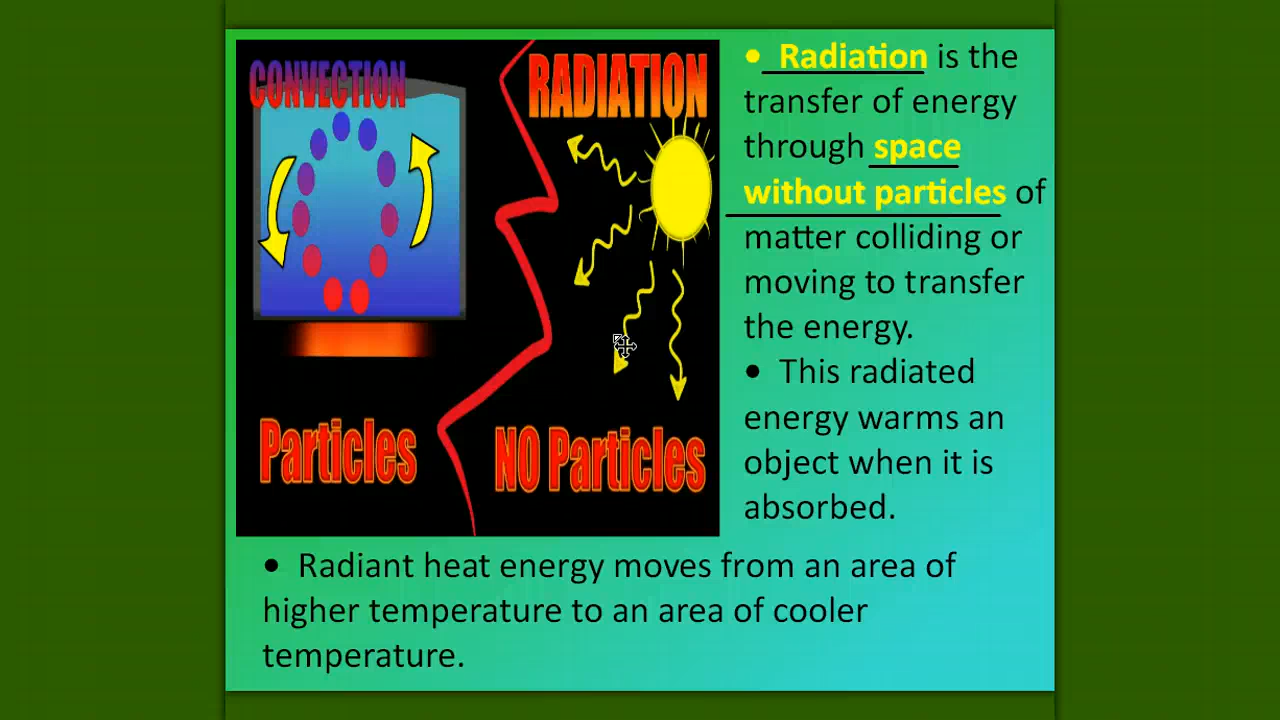 CONVECTION
RADIATION
Particles
NO Particles
• Radiation is the
transfer of energy
through space
without particles of
matter colliding or
moving to transfer
the energy.
• This radiated
energy warms an
object when it is
absorbed.
• Radiant heat energy moves from an area of
higher temperature to an area of cooler
temperature.